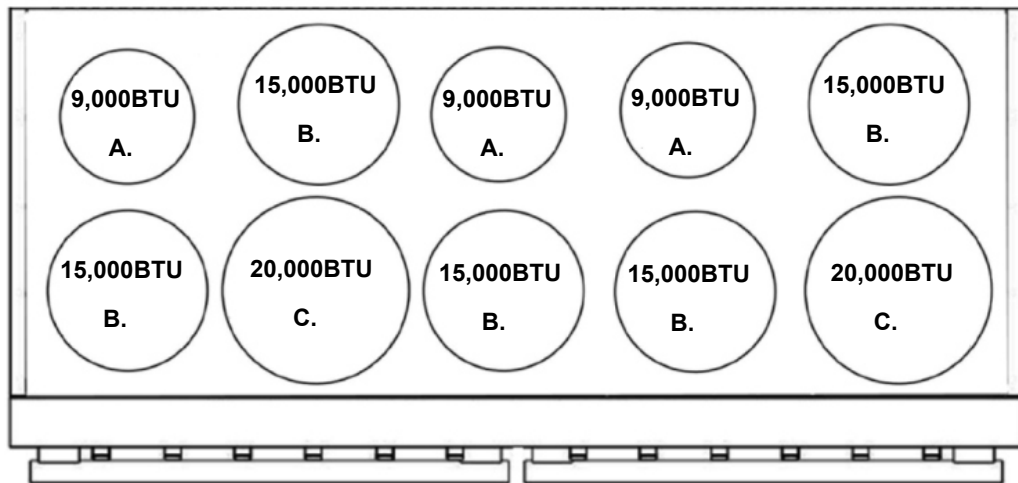 9,000BTU
A.
15,000BTU
B.
9,000BTU
A.
9,000BTU
A.
15,000BTU
B.
15,000BTU
B.
20,000BTU
C.
15,000BTU
B.
15,000BTU
B.
20,000BTU
C.